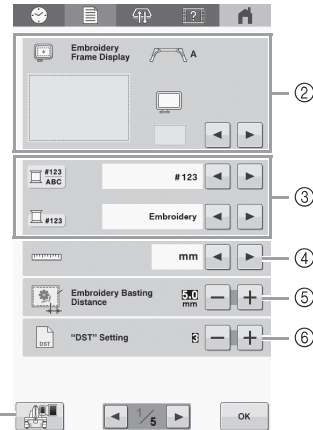 ?
Embroidery
Frame Display
A
②
#123
ABC
#123
③
#123
Embroidery
mm
④
Embroidery Basting
Distance
5.0
mm
⑤
DST
"DST" Setting
3
⑥
1/5
OK